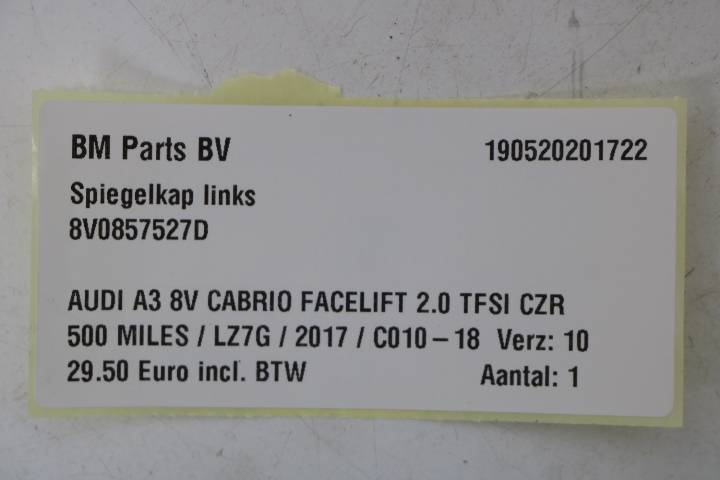 BM Parts BV 190520201722
Spiegelkap links
8V0857527D
AUDI A3 8V CABRIO FACELIFT 2.0 TFSI CZR
500 MILES / LZ7G / 2017 / C010-18 Verz: 10
29.50 Euro incl. BTW Aantal: 1